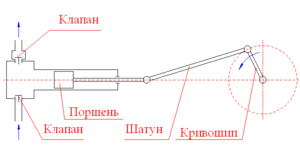 Клапан
Поршень
Клапан
Шатун
Кривошип